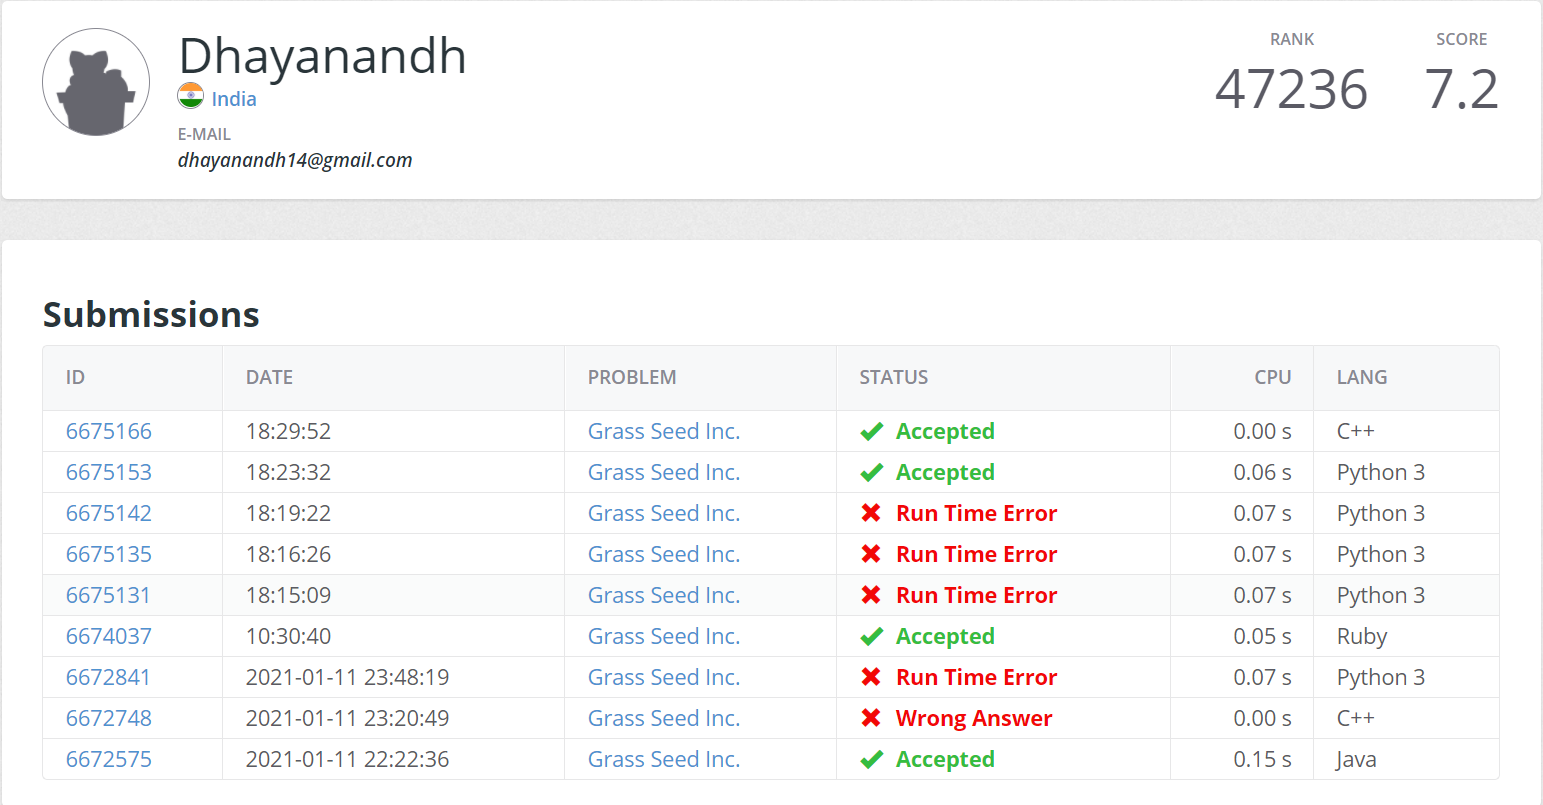 Dhayanandh
India
E-MAIL
dhayanandh14@gmail.com
RANK SCORE
47236 7.2
Submissions
ID DATE PROBLEM STATUS CPU LANG
6675166 18:29:52 Grass Seed Inc. Accepted 0.00 s C++
6675153 18:23:32 Grass Seed Inc. Accepted 0.06 s Python 3
6675142 18:19:22 Grass Seed Inc. Run Time Error 0.07 s Python 3
6675135 18:16:26 Grass Seed Inc. Run Time Error 0.07 s Python 3
6675131 18:15:09 Grass Seed Inc. Run Time Error 0.07 s Python 3
6674037 10:30:40 Grass Seed Inc. Accepted 0.05 s Ruby
6672841 2021-01-11 23:48:19 Grass Seed Inc. Run Time Error 0.07 s Python 3
6672748 2021-01-11 23:20:49 Grass Seed Inc. Wrong Answer 0.00 s C++
6672575 2021-01-11 22:22:36 Grass Seed Inc. Accepted 0.15 s Java